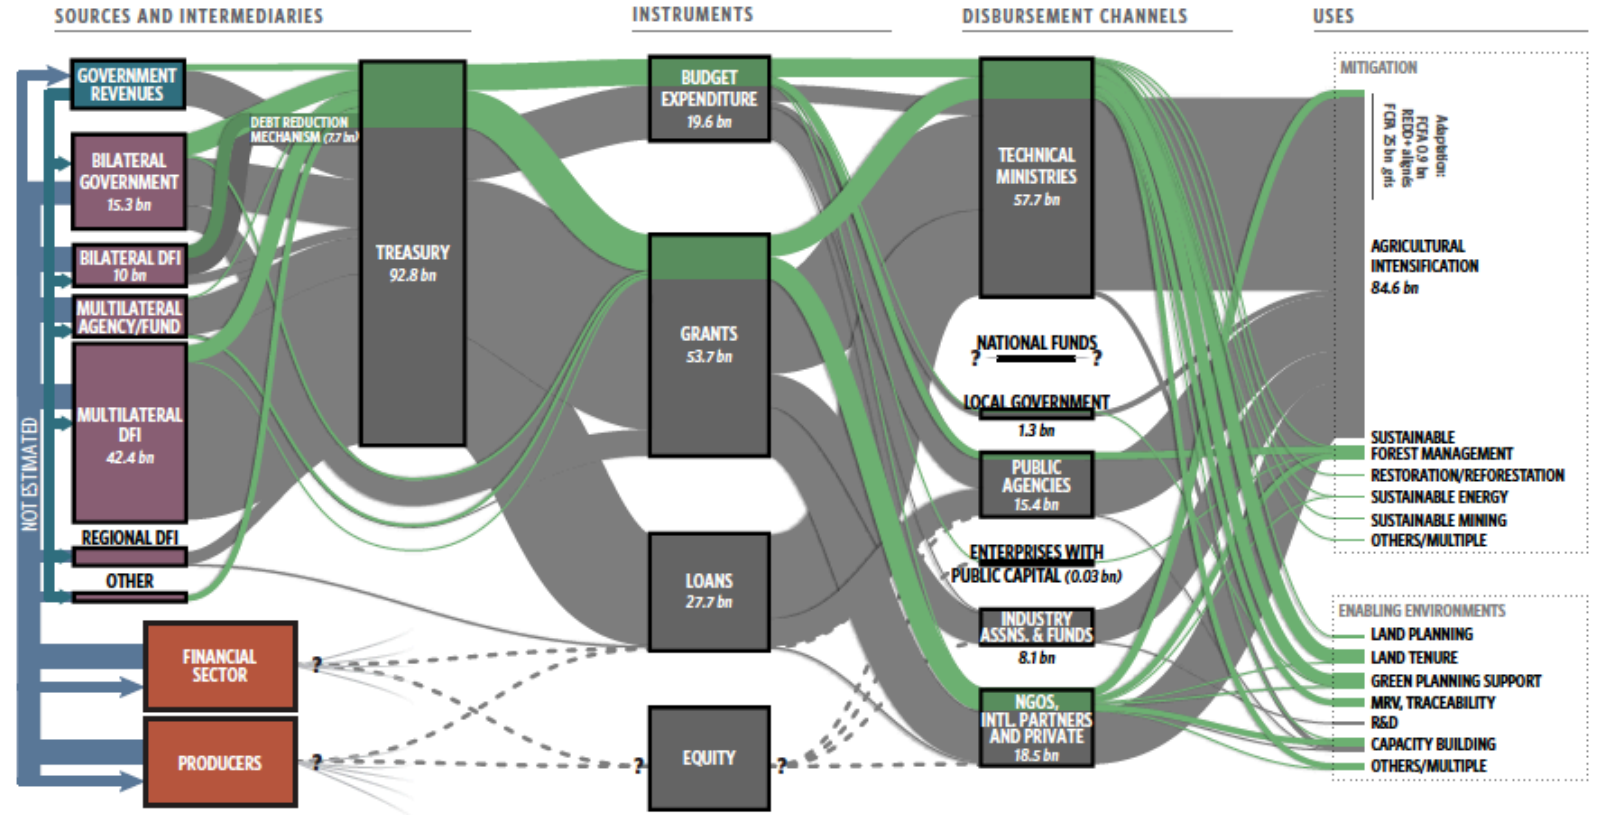 SOURCES AND INTERMEDIARIES
INSTRUMENTS
DISBURSEMENT CHANNELS
USES
GOVERNMENT
REVENUES
BILATERAL
GOVERNMENT
15.3 bn
BILATERAL DFI
10 bn
MULTILATERAL
AGENCY/FUND
MULTILATERAL
DFI
42.4 bn
REGIONAL DFI
OTHER
NOT ESTIMATED
FINANCIAL
SECTOR
?
PRODUCERS
?
DEBT REDUCTION
MECHANISM (7.7 bn)
TREASURY
92.8 bn
BUDGET
EXPENDITURE
19.6 bn
GRANTS
53.7 bn
LOANS
27.7 bn
?
EQUITY
?
TECHNICAL
MINISTRIES
57.7 bn
NATIONAL FUNDS
? ?
LOCAL GOVERNMENT
1.3 bn
PUBLIC
AGENCIES
15.4 bn
ENTERPRISES WITH
PUBLIC CAPITAL (0.03 bn)
INDUSTRY
ASSNS. & FUNDS
8.1 bn
NGOS,
INTL. PARTNERS
AND PRIVATE
18.5 bn
MITIGATION
Adaptation:
FCFA 0.9 bn
REDD+ alignés
FCFA 25 bn gris
AGRICULTURAL
INTENSIFICATION
84.6 bn
SUSTAINABLE
FOREST MANAGEMENT
RESTORATION/REFORESTATION
SUSTAINABLE ENERGY
SUSTAINABLE MINING
OTHERS/MULTIPLE
ENABLING ENVIRONMENTS
LAND PLANNING
LAND TENURE
GREEN PLANNING SUPPORT
MRV, TRACEABILITY
R&D
CAPACITY BUILDING
OTHERS/MULTIPLE